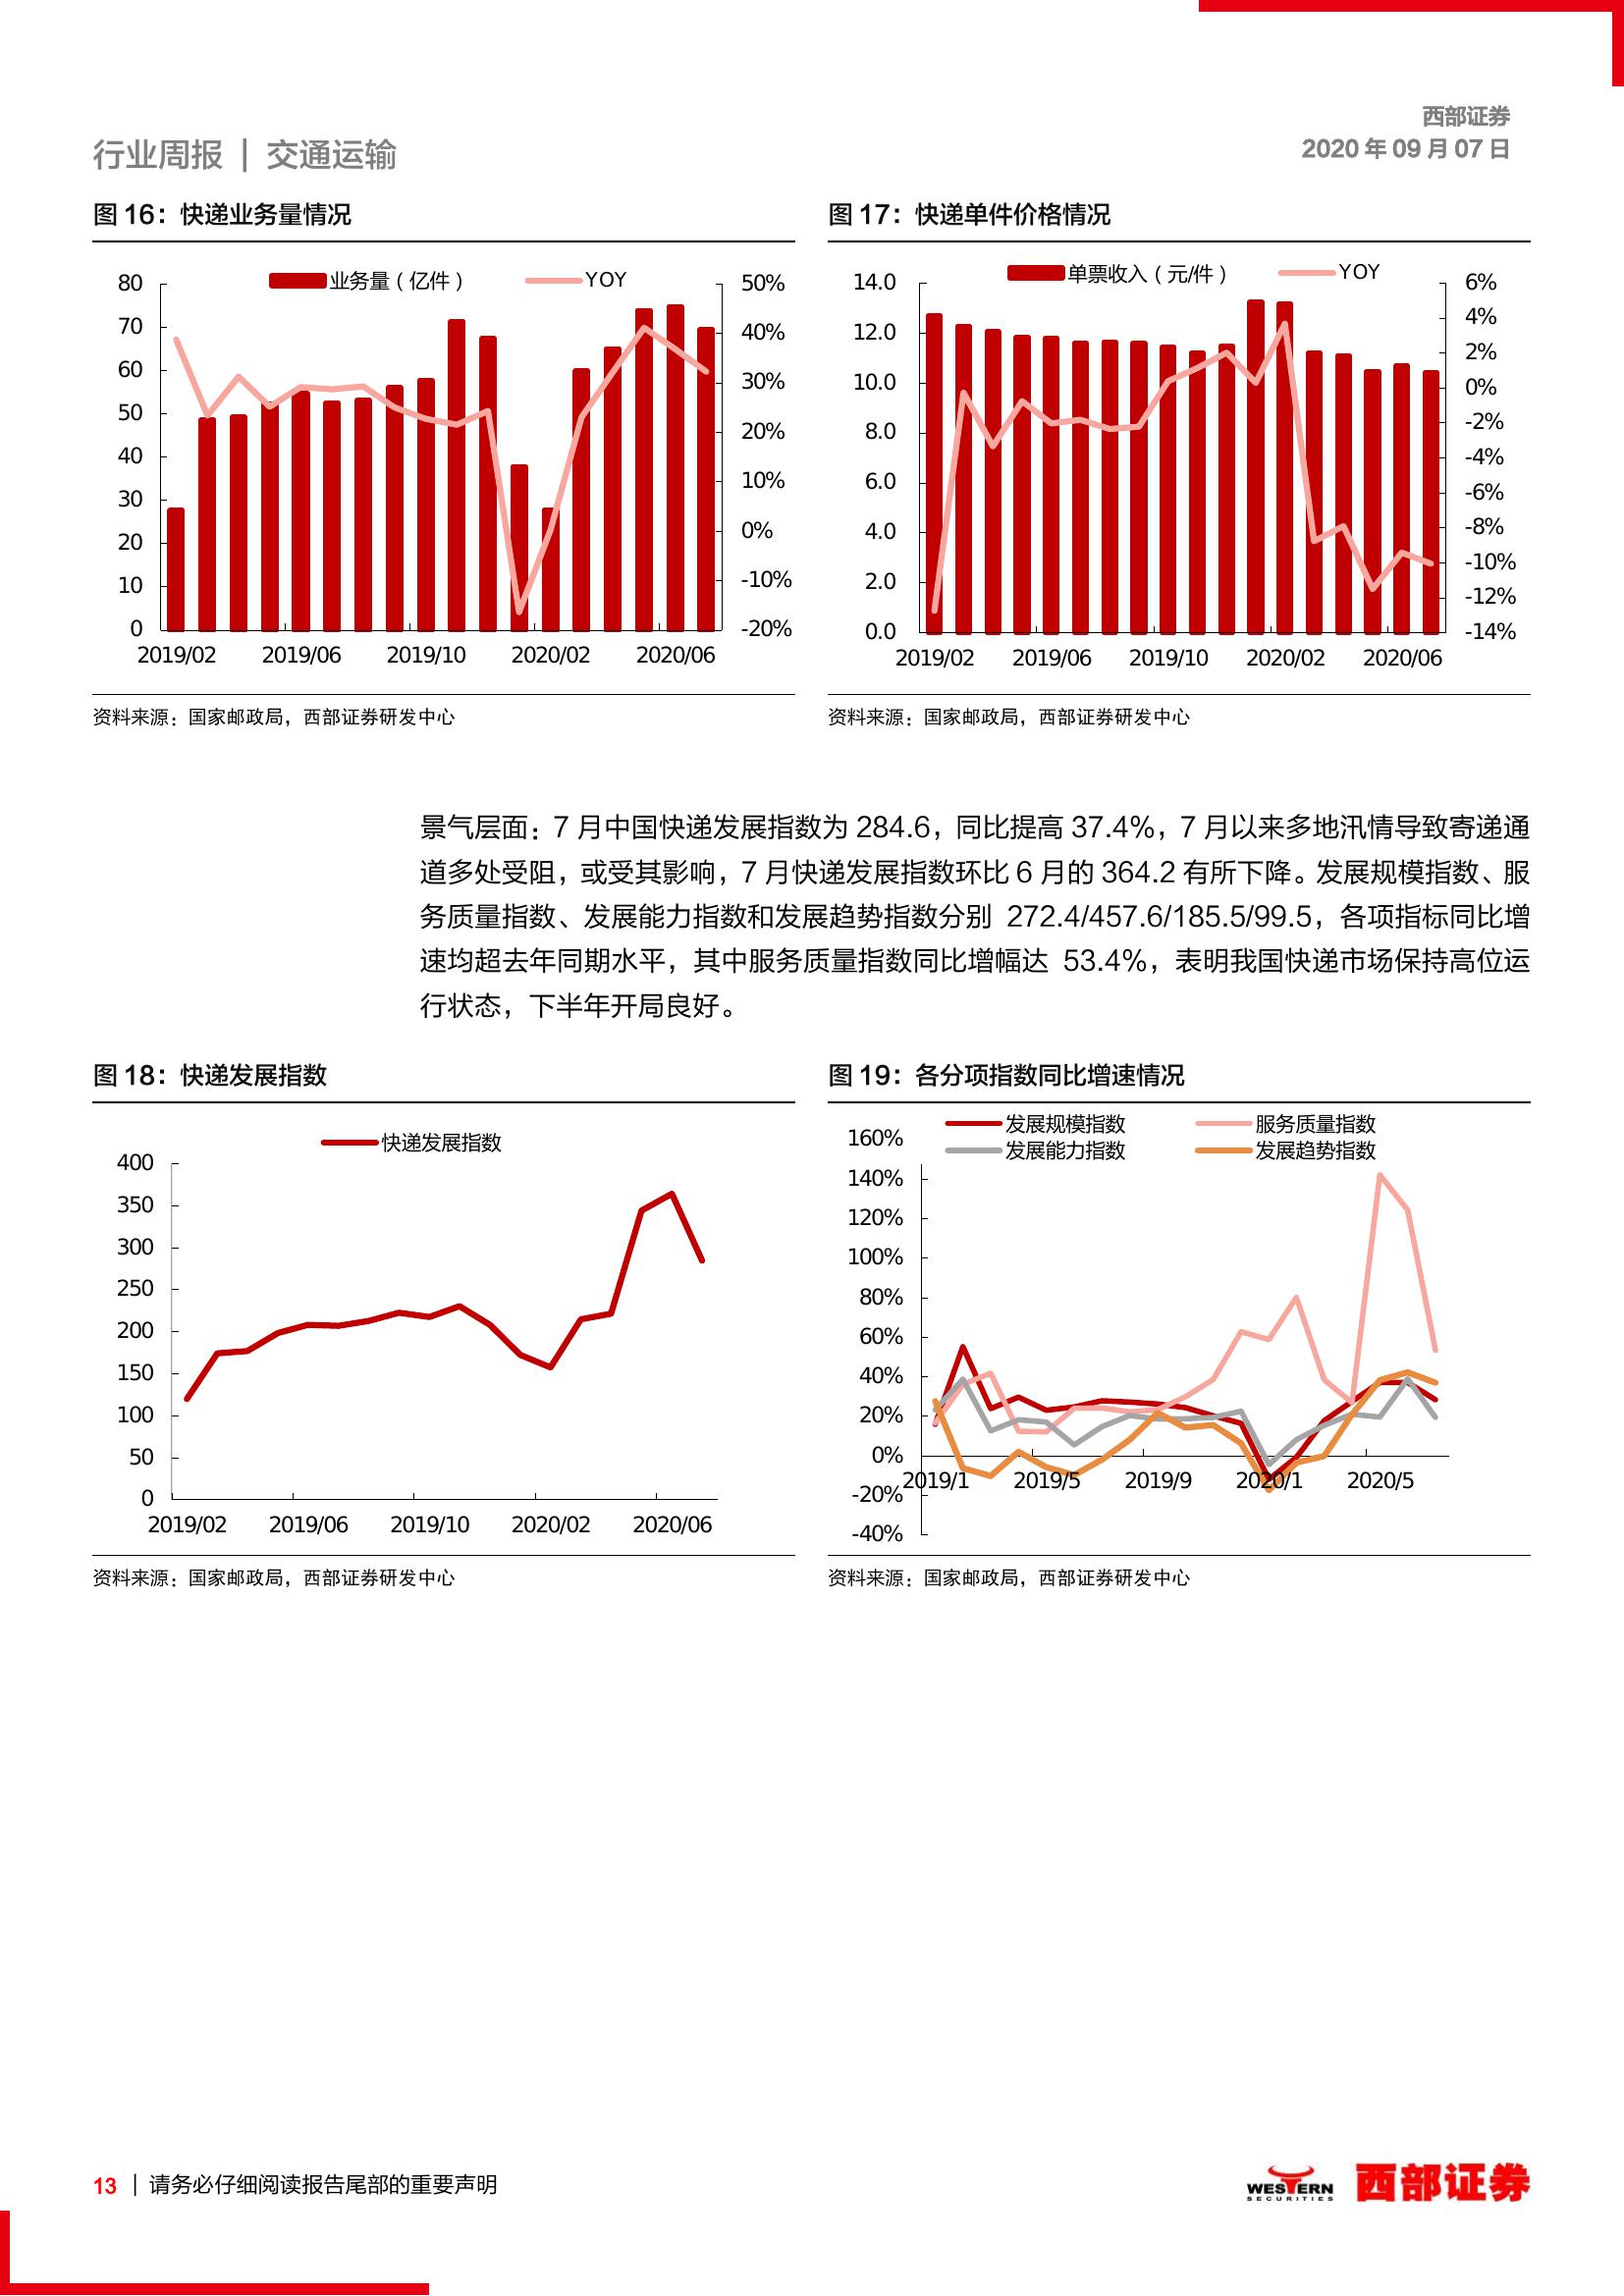 西部证券
行业周报 | 交通运输
2020 年 09 月 07 日
图 16：快递业务量情况
业务量（亿件）
YOY
80
70
60
50
40
30
20
10
0
50%
40%
30%
20%
10%
0%
-10%
-20%
2019/02 2019/06 2019/10 2020/02 2020/06
资料来源：国家邮政局，西部证券研发中心
图 17：快递单件价格情况
单票收入（元/件）
YOY
14.0
12.0
10.0
8.0
6.0
4.0
2.0
0.0
6%
4%
2%
0%
-2%
-4%
-6%
-8%
-10%
-12%
-14%
2019/02 2019/06 2019/10 2020/02 2020/06
资料来源：国家邮政局，西部证券研发中心
景气层面：7 月中国快递发展指数为 284.6，同比提高 37.4%，7 月以来多地汛情导致寄递通
道多处受阻，或受其影响，7 月快递发展指数环比 6 月的 364.2 有所下降。发展规模指数、服
务质量指数、发展能力指数和发展趋势指数分别 272.4/457.6/185.5/99.5，各项指标同比增
速均超去年同期水平，其中服务质量指数同比增幅达 53.4%，表明我国快递市场保持高位运
行状态，下半年开局良好。
图 18：快递发展指数
快递发展指数
400
350
300
250
200
150
100
50
0
2019/02 2019/06 2019/10 2020/02 2020/06
资料来源：国家邮政局，西部证券研发中心
图 19：各分项指数同比增速情况
发展规模指数 服务质量指数
发展能力指数 发展趋势指数
160%
140%
120%
100%
80%
60%
40%
20%
0%
-20%
-40%
2019/1 2019/5 2019/9 2020/1 2020/5
资料来源：国家邮政局，西部证券研发中心
13 | 请务必仔细阅读报告尾部的重要声明
WESTERN
SECURITIES
西部证券